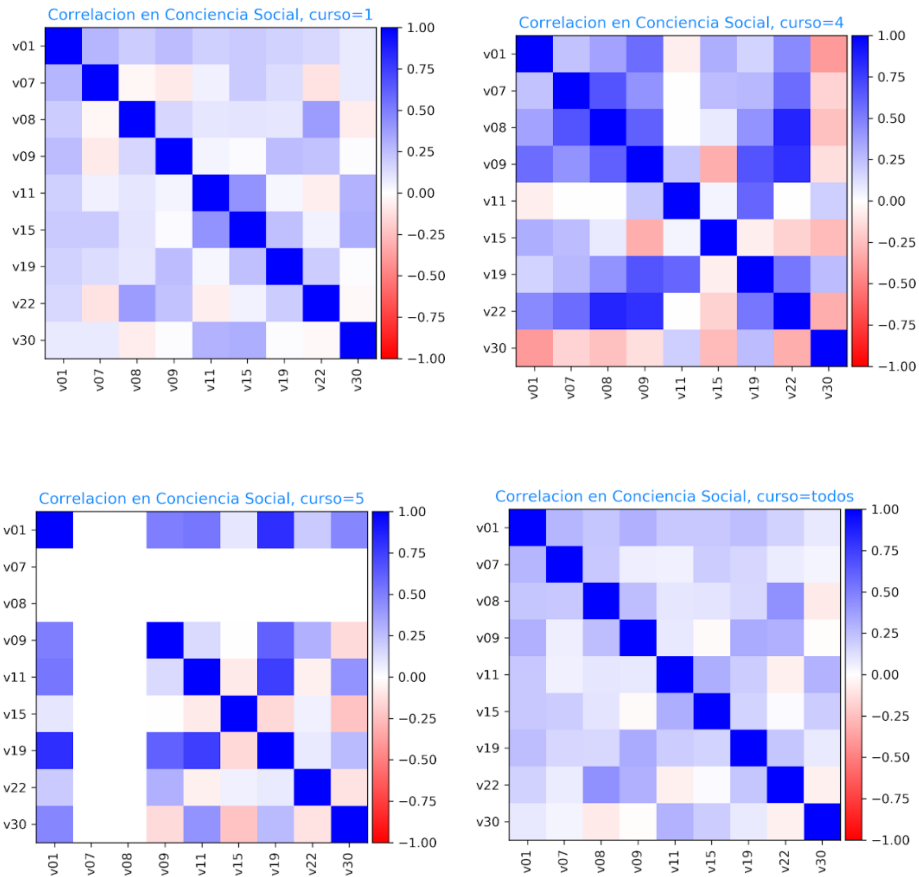 Correlacion en Conciencia Social, curso=1
v01
v07
v08
v09
v11
v15
v19
v22
v30
v01
v07
v08
v09
v11
v15
v19
v22
v30
1.00
0.75
0.50
0.25
0.00
−0.25
−0.50
−0.75
−1.00
Correlacion en Conciencia Social, curso=4
v01
v07
v08
v09
v11
v15
v19
v22
v30
v01
v07
v08
v09
v11
v15
v19
v22
v30
1.00
0.75
0.50
0.25
0.00
−0.25
−0.50
−0.75
−1.00
Correlacion en Conciencia Social, curso=5
v01
v07
v08
v09
v11
v15
v19
v22
v30
v01
v07
v08
v09
v11
v15
v19
v22
v30
1.00
0.75
0.50
0.25
0.00
−0.25
−0.50
−0.75
−1.00
Correlacion en Conciencia Social, curso=todos
v01
v07
v08
v09
v11
v15
v19
v22
v30
v01
v07
v08
v09
v11
v15
v19
v22
v30
1.00
0.75
0.50
0.25
0.00
−0.25
−0.50
−0.75
−1.00